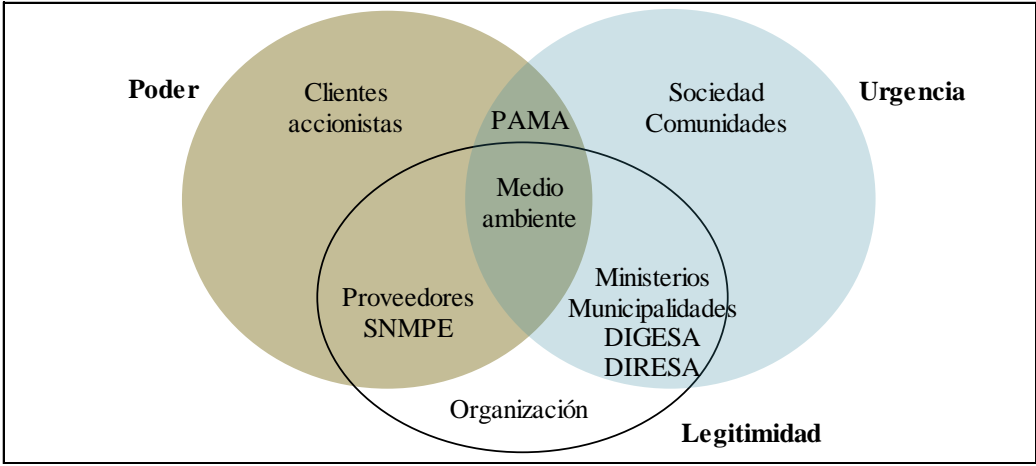 Poder
Clientes
accionistas
PAMA
Sociedad
Comunidades
Urgencia
Medio
ambiente
Proveedores
SNMPE
Ministerios
Municipalidades
DIGESA
DIRESA
Organización
Legitimidad